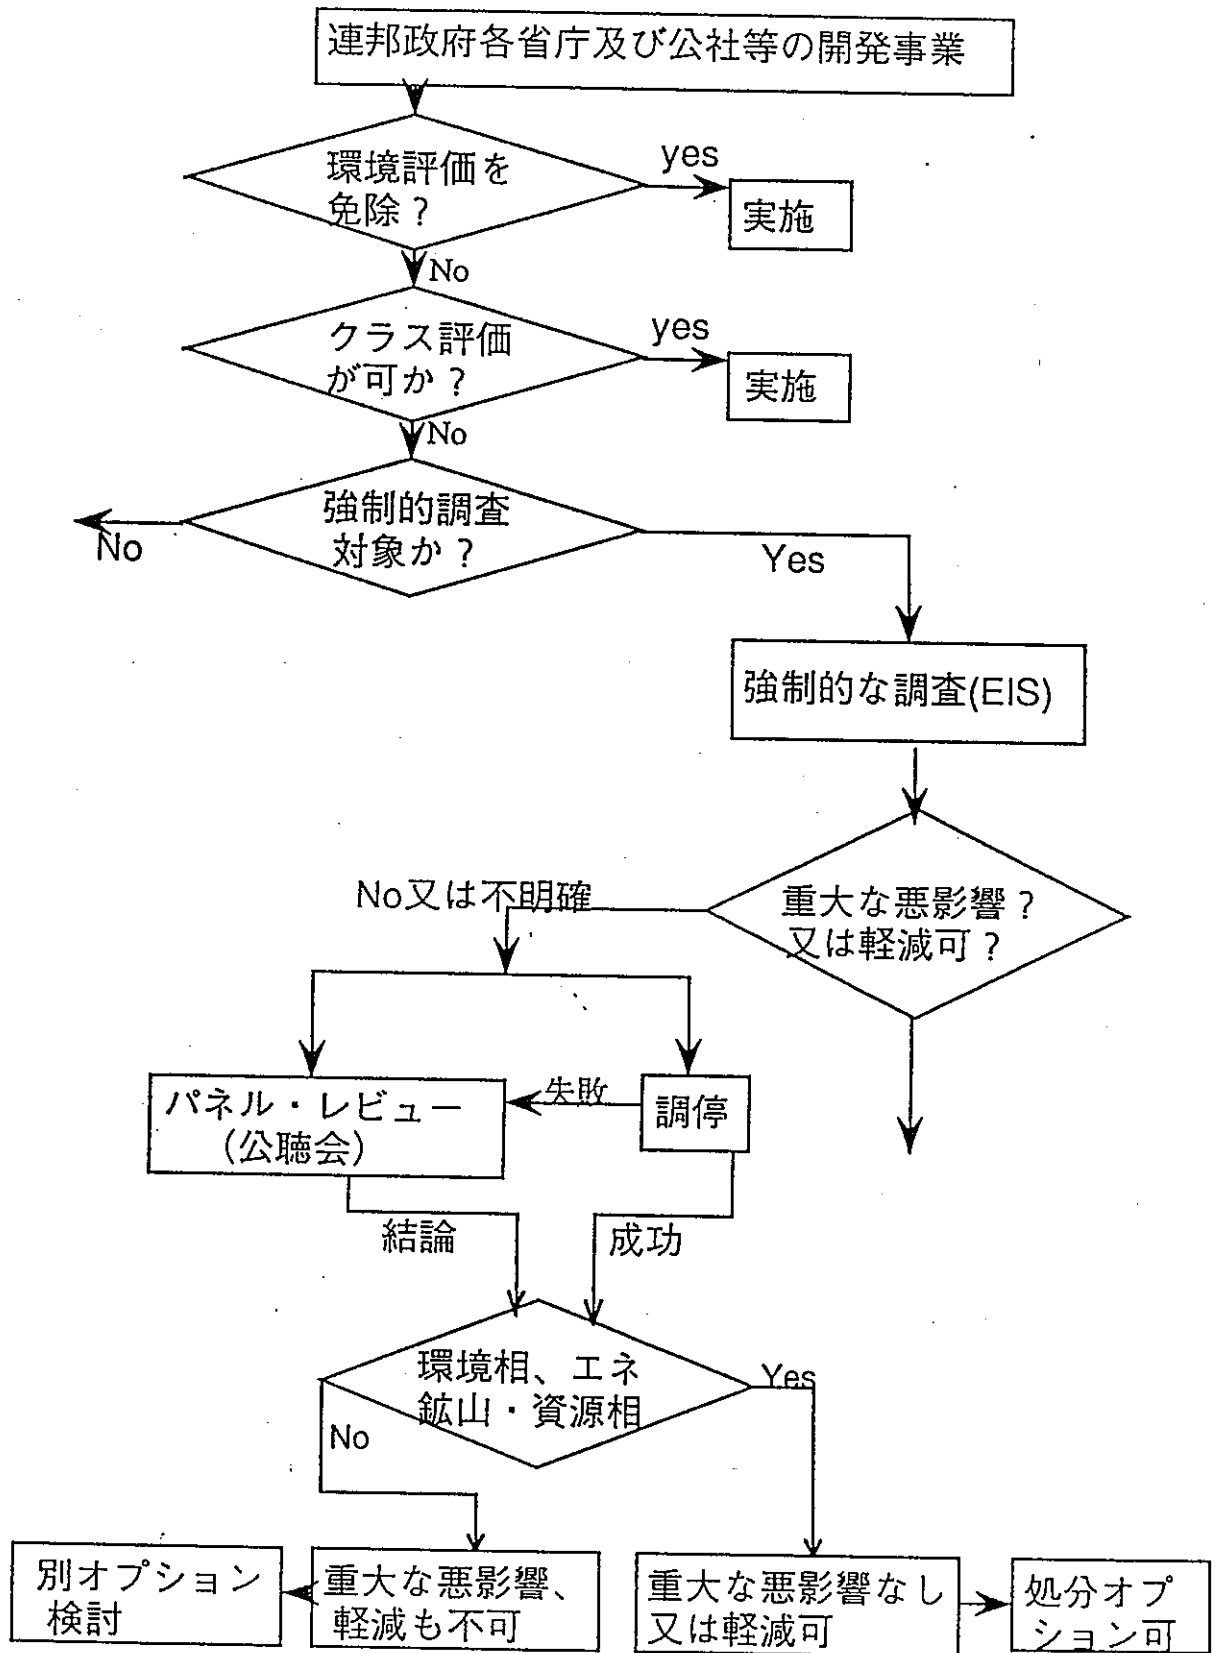 連邦政府各省庁及び公社等の開発事業
環境評価を
免除？
yes
実施
No
クラス評価
が可か？
yes
実施
No
強制的調査
対象か？
No
Yes
強制的な調査(EIS)
重大な悪影響？
又は軽減可？
No又は不明確
パネル・レビュー
(公聴会)
失敗
調停
結論
成功
環境相、エネ
鉱山・資源相
Yes
No
別オプション
検討
重大な悪影響、
軽減も不可
重大な悪影響なし
又は軽減可
処分オプ
ション可